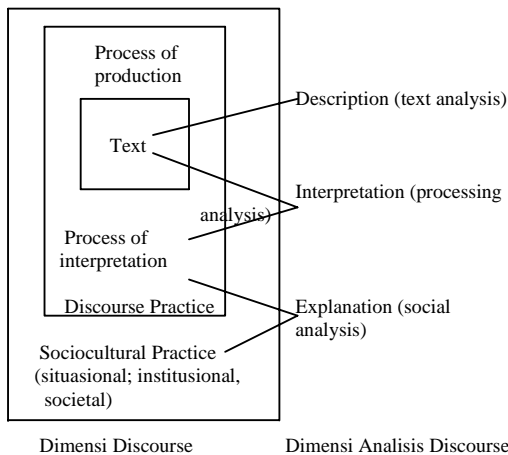 Process of
production
Description (text analysis)
Text
Interpretation (processing
analysis)
Process of
interpretation
Discourse Practice
Explanation (social
analysis)
Sociocultural Practice
(situasional; institusional,
societal)
Dimensi Discourse
Dimensi Analisis Discourse